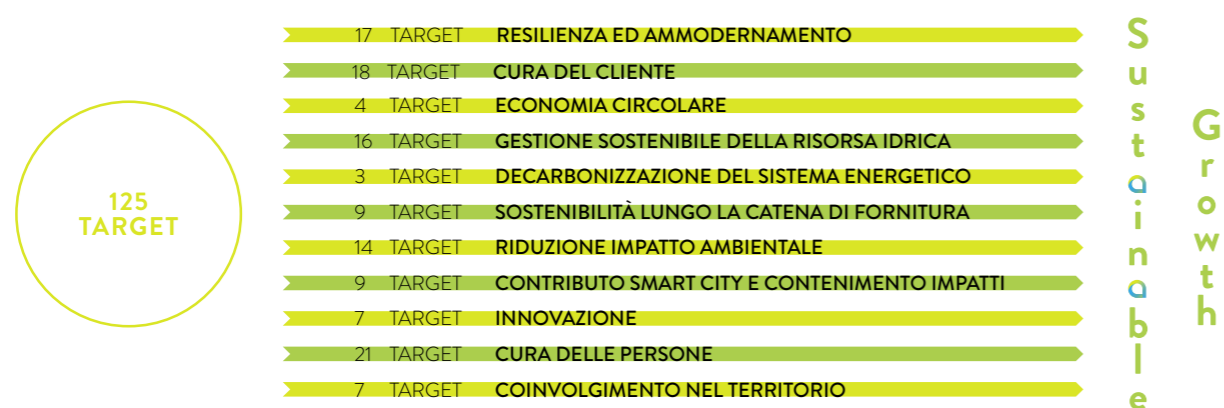 125
TARGET
17 TARGET RESILIENZA ED AMMODERNAMENTO
18 TARGET CURA DEL CLIENTE
4 TARGET ECONOMIA CIRCOLARE
16 TARGET GESTIONE SOSTENIBILE DELLA RISORSA IDRICA
3 TARGET DECARBONIZZAZIONE DEL SISTEMA ENERGETICO
9 TARGET SOSTENIBILITÀ LUNGO LA CATENA DI FORNITURA
14 TARGET RIDUZIONE IMPATTO AMBIENTALE
9 TARGET CONTRIBUTO SMART CITY E CONTENIMENTO IMPATTI
7 TARGET INNOVAZIONE
21 TARGET CURA DELLE PERSONE
7 TARGET COINVOLGIMENTO NEL TERRITORIO
Sustainable
Growth